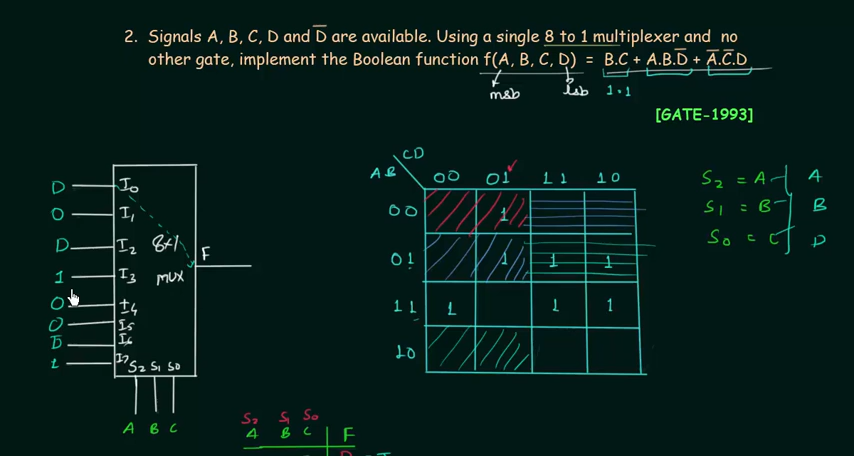 2. Signals A, B, C, D and D̅ are available. Using a single 8 to 1 multiplexer and no
other gate, implement the Boolean function f(A, B, C, D) = B.C + A.B.D̅ + A̅.C̅.D
msb lsb 1.1
[GATE-1993]
CD
AB 00 01 11 10
00 1
01 1 1 1
11 1 1 1
10
S2 = A A
S1 = B B
S0 = C D
D I0
0 I1
D I2 8x1 F
1 I3 mux
0 I4
0 I5
D̅ I6
1 I7
S2 S1 S0
A B C
S2 S1 S0
A B C F
D